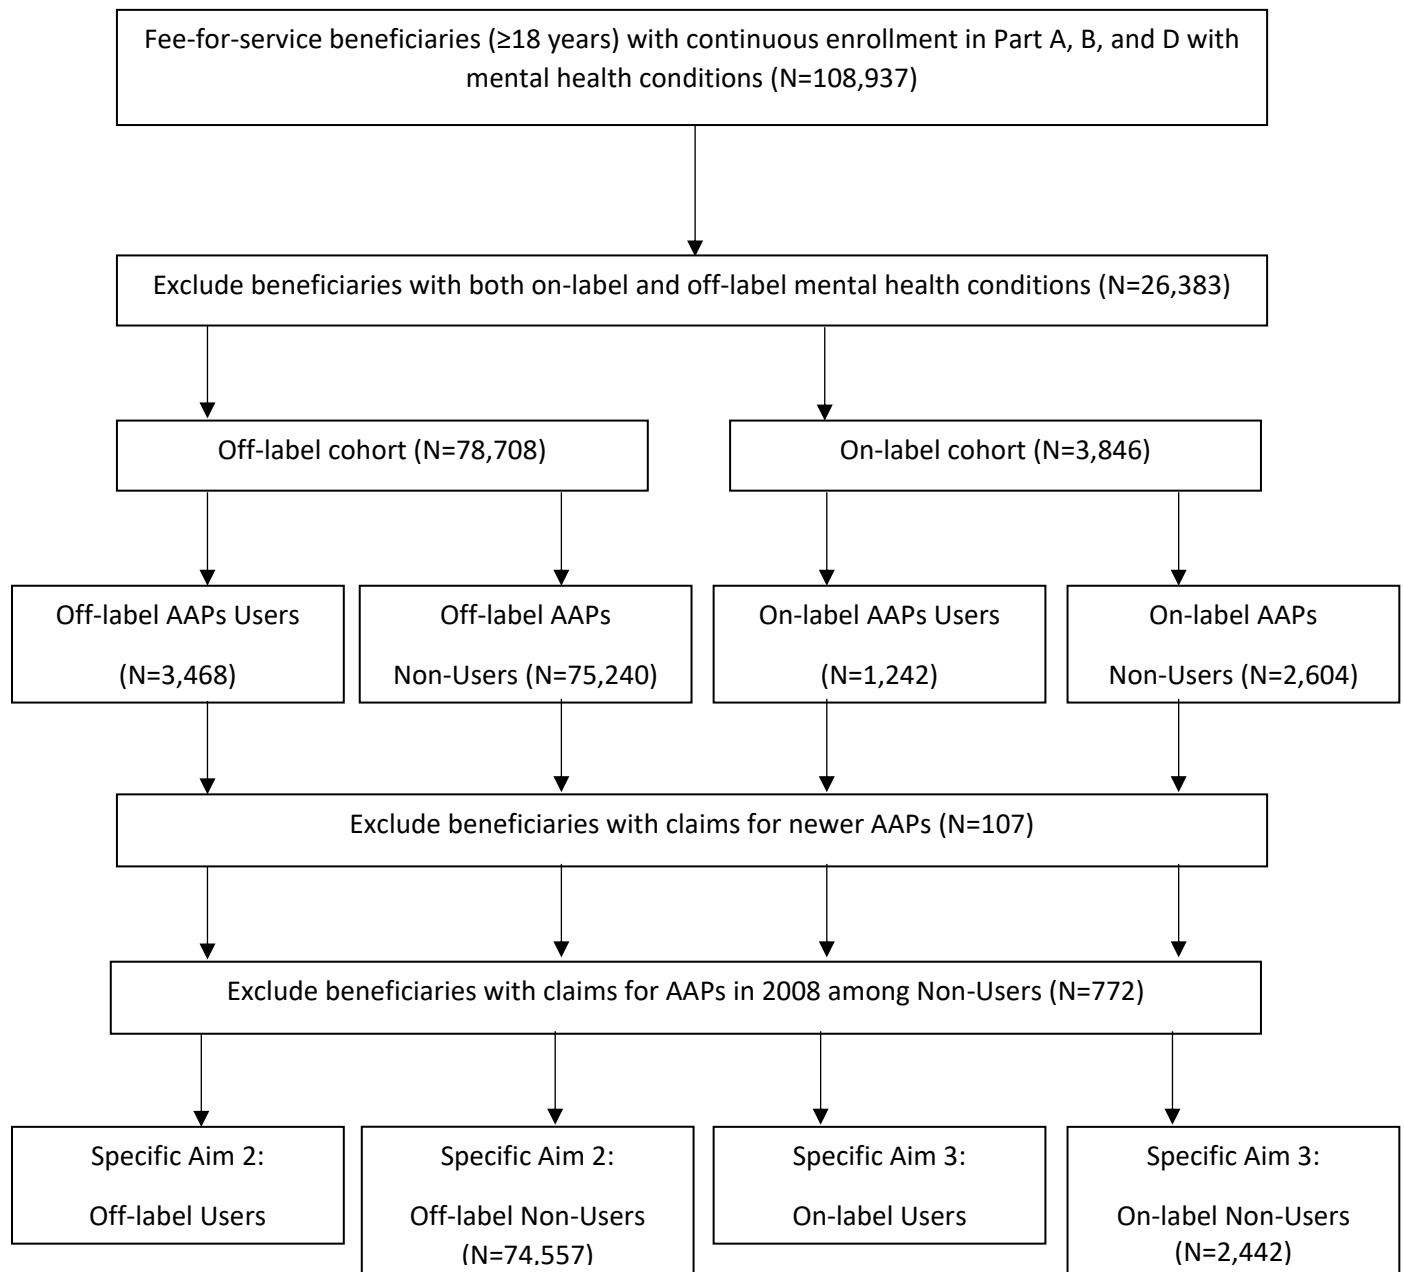 Fee-for-service beneficiaries (≥18 years) with continuous enrollment in Part A, B, and D with
mental health conditions (N=108,937)
Exclude beneficiaries with both on-label and off-label mental health conditions (N=26,383)
Off-label cohort (N=78,708)
On-label cohort (N=3,846)
Off-label AAPs Users
(N=3,468)
Off-label AAPs
Non-Users (N=75,240)
On-label AAPs Users
(N=1,242)
On-label AAPs
Non-Users (N=2,604)
Exclude beneficiaries with claims for newer AAPs (N=107)
Exclude beneficiaries with claims for AAPs in 2008 among Non-Users (N=772)
Specific Aim 2:
Off-label Users
Specific Aim 2:
Off-label Non-Users
(N=74,557)
Specific Aim 3:
On-label Users
Specific Aim 3:
On-label Non-Users
(N=2,442)